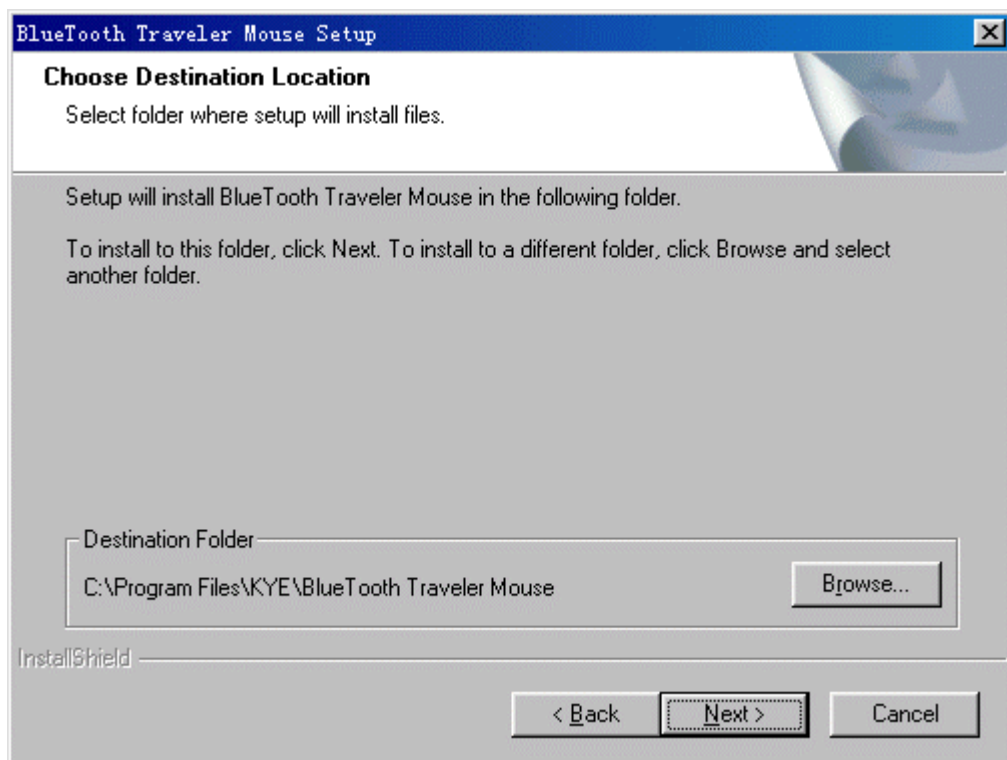 BlueTooth Traveler Mouse Setup
Choose Destination Location
Select folder where setup will install files.
Setup will install BlueTooth Traveler Mouse in the following folder.
To install to this folder, click Next. To install to a different folder, click Browse and select
another folder.
Destination Folder
C:\Program Files\KYE\BlueTooth Traveler Mouse
Browse...
InstallShield
< Back
Next >
Cancel